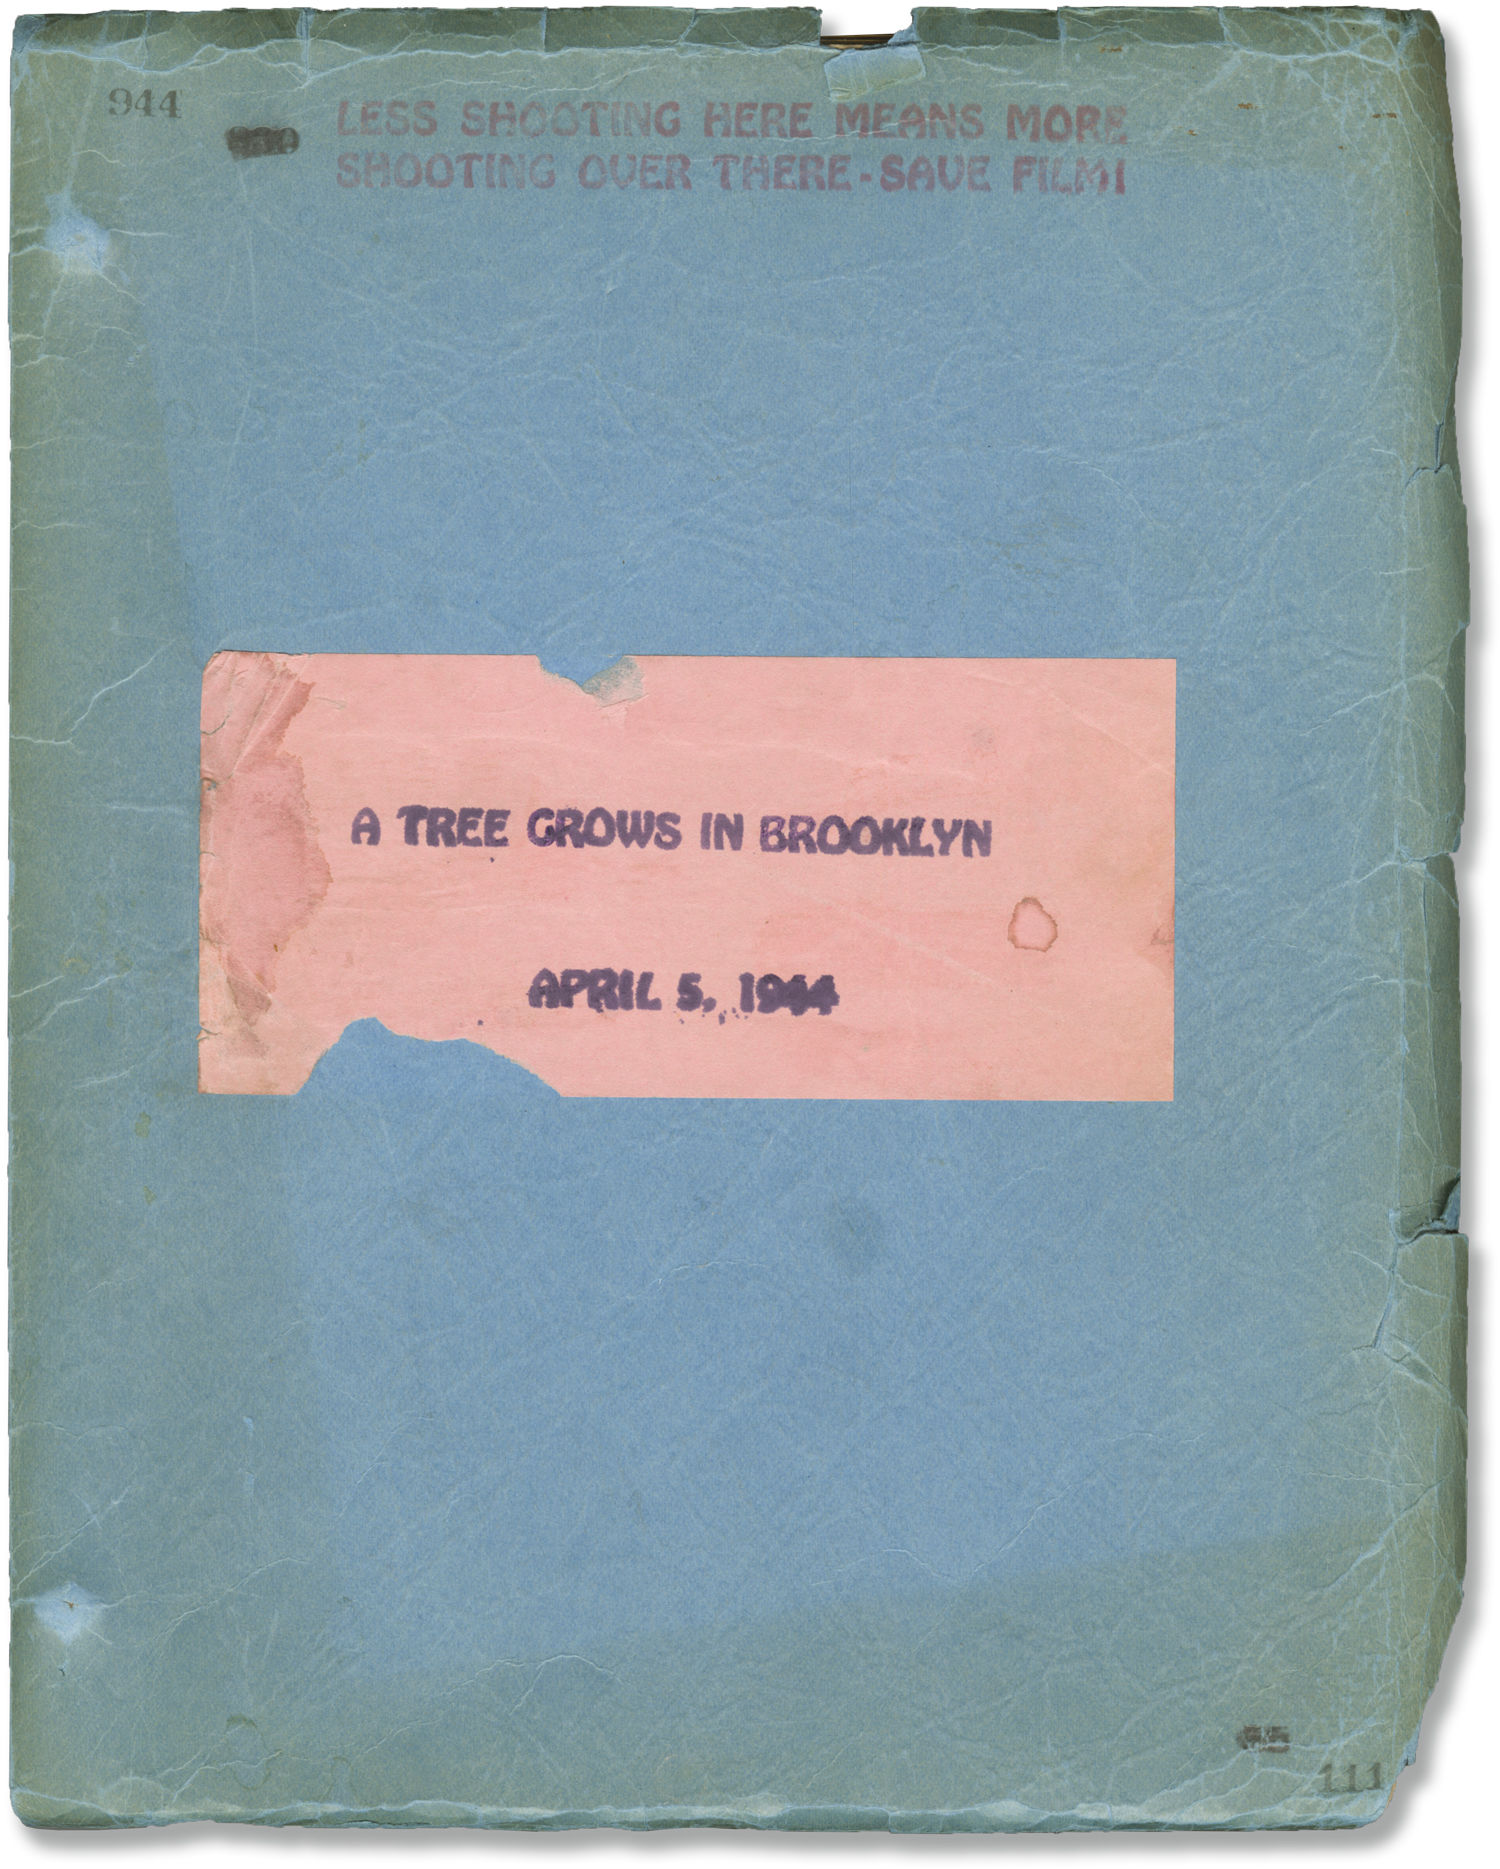 944
LESS SHOOTING HERE MEANS MORE
SHOOTING OVER THERE-SAVE FILM!
A TREE GROWS IN BROOKLYN
APRIL 5, 1944
111